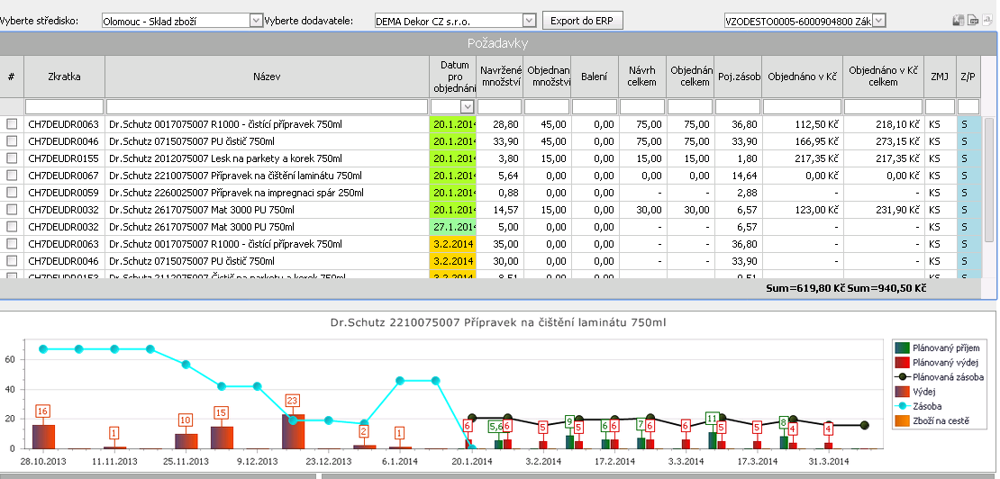 Vyberte středisko: Olomouc - Sklad zboží Vyberte dodavatele: DEMA Dekor CZ s.r.o. Export do ERP VZODESTO0005-6000904800 Zák
Požadavky
# Zkratka Název Datum pro objednání Navržené množství Objednan množství Balení Návrh celkem Objednán celkem Poj.zásob Objednáno v Kč Objednáno v Kč celkem ZMJ Z/P
CH7DEUDR0063 Dr.Schutz 0017075007 R1000 - čistící přípravek 750ml 20.1.2014 28,80 45,00 0,00 75,00 75,00 36,80 112,50 Kč 218,10 Kč KS S
CH7DEUDR0046 Dr.Schutz 0715075007 PU čistič 750ml 20.1.2014 33,90 45,00 0,00 75,00 75,00 33,90 166,95 Kč 273,15 Kč KS S
CH7DEUDR0155 Dr.Schutz 2012075007 Lesk na parkety a korek 750ml 20.1.2014 3,80 15,00 0,00 15,00 15,00 1,80 217,35 Kč 217,35 Kč KS S
CH7DEUDR0067 Dr.Schutz 2210075007 Přípravek na čištění laminátu 750ml 20.1.2014 5,64 0,00 0,00 0,00 0,00 14,64 0,00 Kč 0,00 Kč KS S
CH7DEUDR0059 Dr.Schutz 2260025007 Přípravek na impregnaci spár 250ml 20.1.2014 0,88 0,00 0,00 - - 2,88 - - KS S
CH7DEUDR0032 Dr.Schutz 2617075007 Mat 3000 PU 750ml 20.1.2014 14,57 15,00 0,00 30,00 30,00 6,57 123,00 Kč 231,90 Kč KS S
CH7DEUDR0032 Dr.Schutz 2617075007 Mat 3000 PU 750ml 27.1.2014 5,00 0,00 0,00 - - 6,57 - - KS S
CH7DEUDR0063 Dr.Schutz 0017075007 R1000 - čistící přípravek 750ml 3.2.2014 35,00 0,00 0,00 - - 36,80 - - KS S
CH7DEUDR0046 Dr.Schutz 0715075007 PU čistič 750ml 3.2.2014 30,00 0,00 0,00 - - 33,90 - - KS S
CH7DEUDR0153 Dr.Schutz 2112075007 Čistič na parkety a korek 750ml 3.2.2014 8,51 0,00 0,00 - - 0,51 - - KS S
Sum=619,80 Kč Sum=940,50 Kč
Dr.Schutz 2210075007 Přípravek na čištění laminátu 750ml
60
40
20
0
16 1 10 15 23 2 1 6 5,6 6 5 9 5 6 6 7 6 6 11 5 5 8 4 4
28.10.2013 11.11.2013 25.11.2013 9.12.2013 23.12.2013 6.1.2014 20.1.2014 3.2.2014 17.2.2014 3.3.2014 17.3.2014 31.3.2014
Plánovaný příjem
Plánovaný výdej
Plánovaná zásoba
Výdej
Zásoba
Zboží na cestě